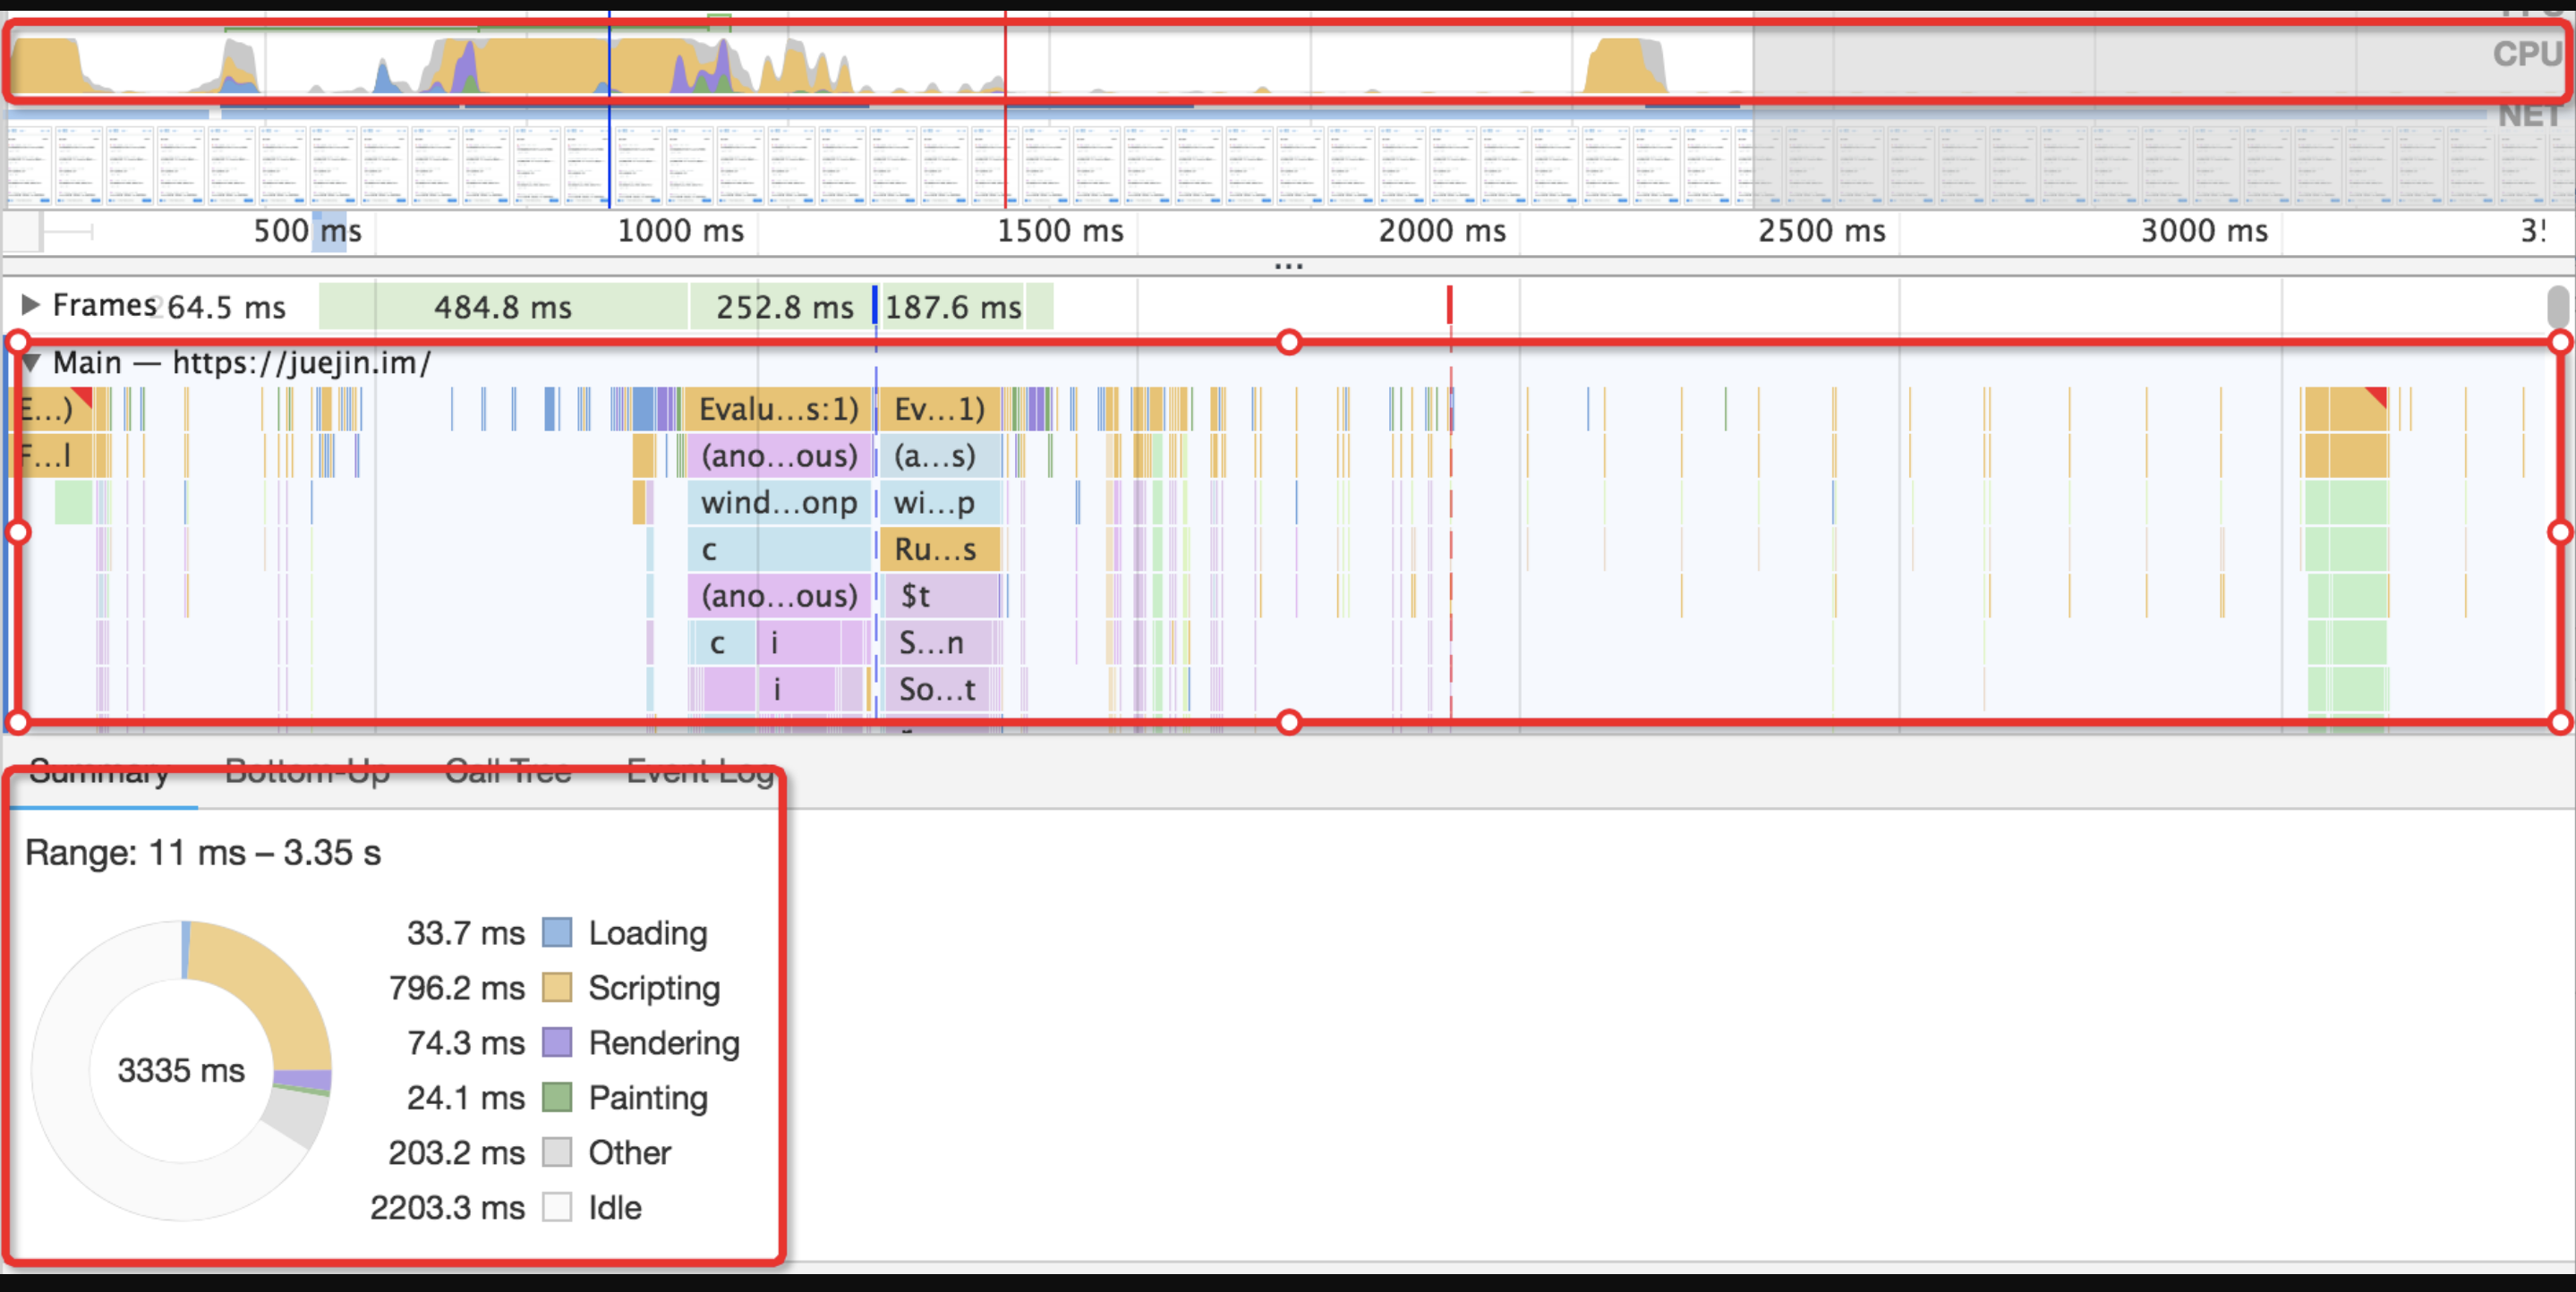 CPU
NET
500 ms 1000 ms 1500 ms 2000 ms 2500 ms 3000 ms
...
Frames 264.5 ms 484.8 ms 252.8 ms 187.6 ms
Main — https://juejin.im/
E...) Evalu...s:1) Ev...1)
F...l (ano...ous) (a...s)
wind...onp wi...p
c Ru...s
(ano...ous) $t
c i S...n
i So...t
Summary Bottom-Up Call Tree Event Log
Range: 11 ms – 3.35 s
33.7 ms Loading
796.2 ms Scripting
3335 ms
74.3 ms Rendering
24.1 ms Painting
203.2 ms Other
2203.3 ms Idle